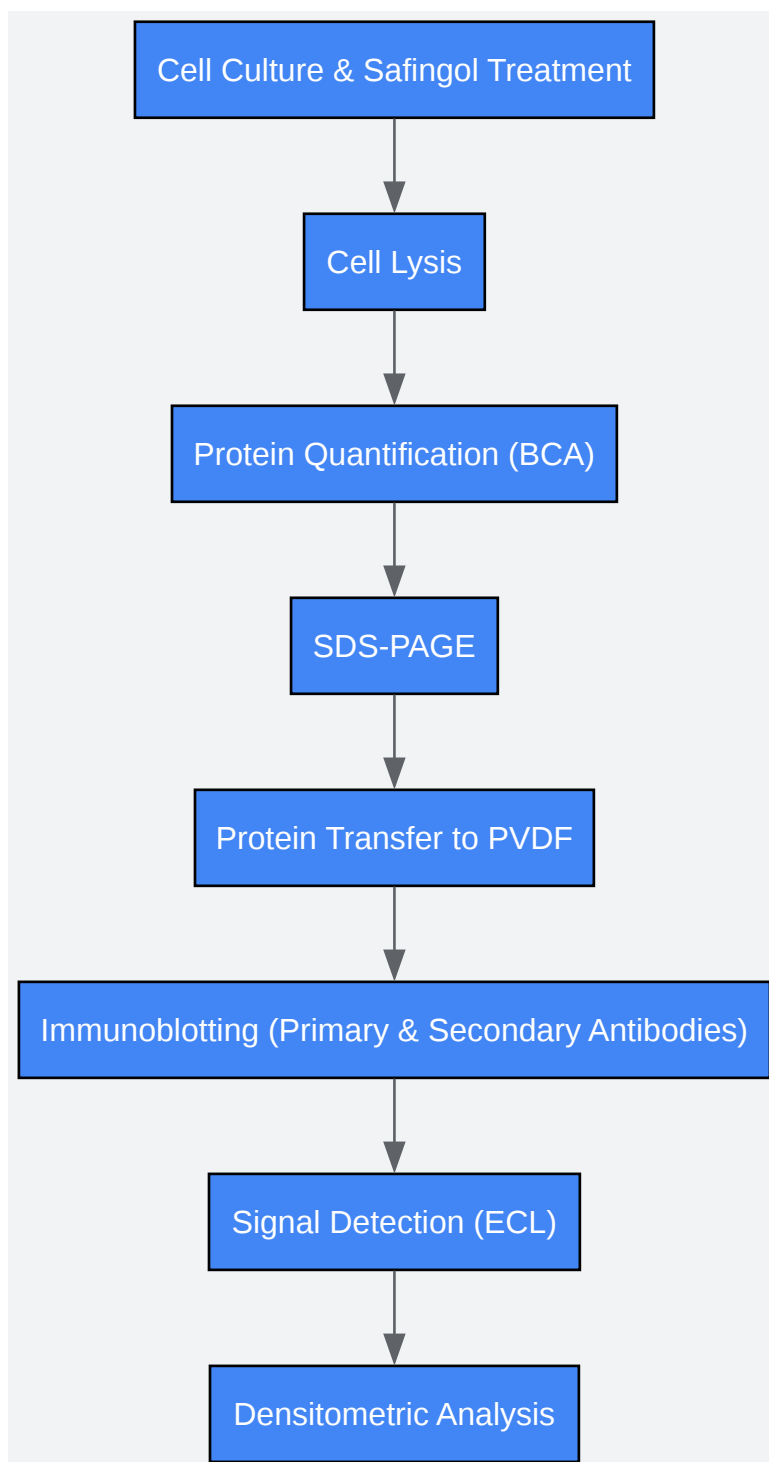 Cell Culture & Safingol Treatment
Cell Lysis
Protein Quantification (BCA)
SDS-PAGE
Protein Transfer to PVDF
Immunoblotting (Primary & Secondary Antibodies)
Signal Detection (ECL)
Densitometric Analysis